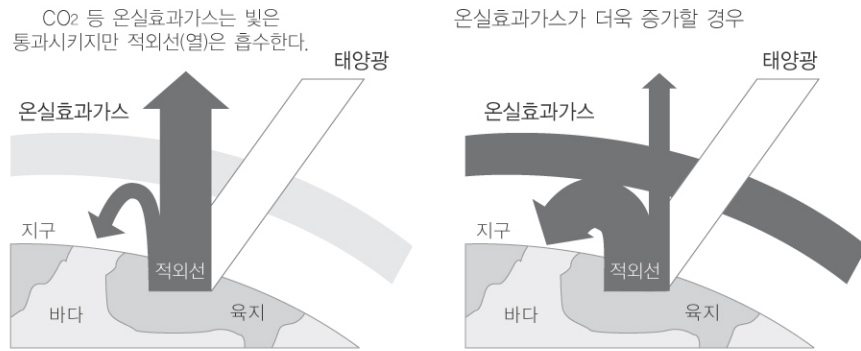 CO2 등 온실효과가스는 빛은
통과시키지만 적외선(열)은 흡수한다.
태양광
온실효과가스
지구
적외선
바다
육지
온실효과가스가 더욱 증가할 경우
태양광
온실효과가스
지구
적외선
바다
육지